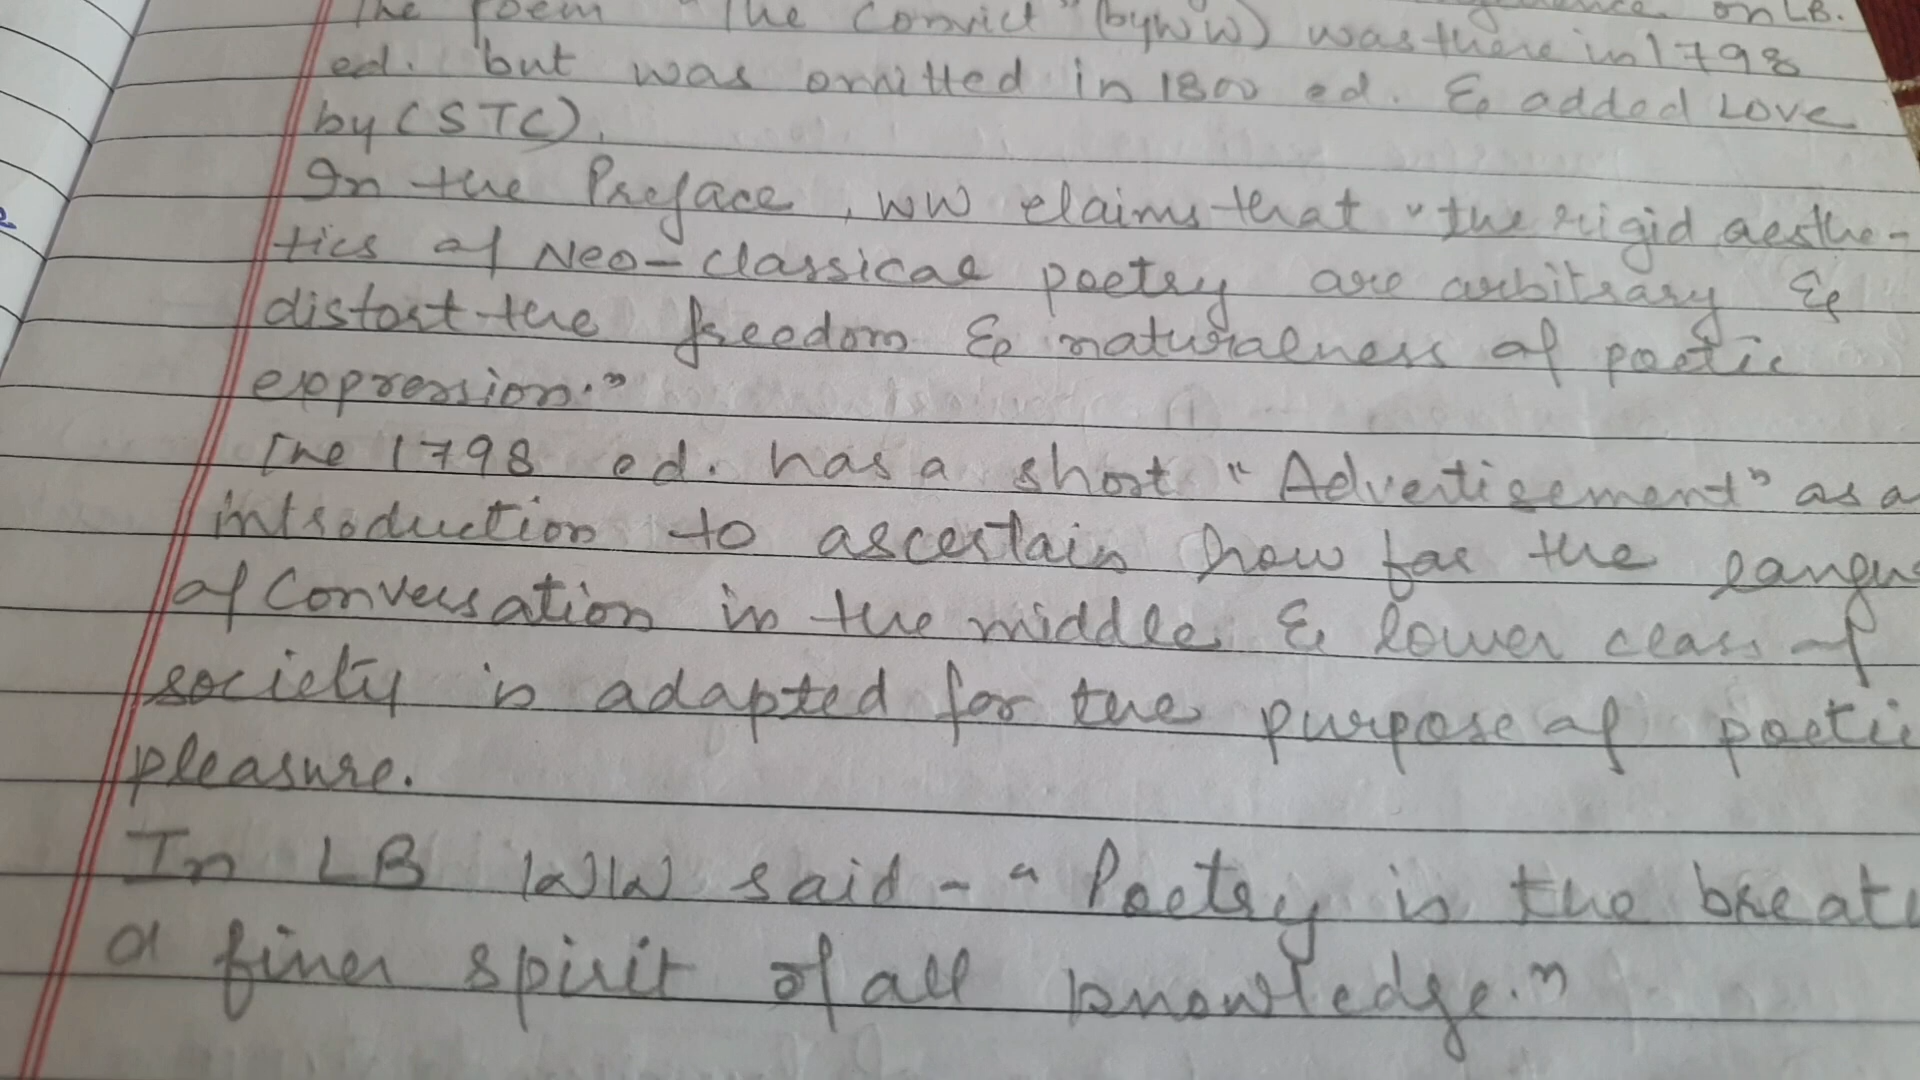 on LB.
The poem "The Convict" (by WW) was there in 1798
ed. but was omitted in 1800 ed. & added Love
by (STC).
In the Preface, WW claims that "the rigid aesthe-
tics of Neo-classical poetry are arbitrary &
distort the freedom & naturalness of poetic
expression."
The 1798 ed. has a short "Advertisement" as a
introduction to ascertain how far the langu
of Conversation in the middle & lower class of
society is adapted for the purpose of poetic
pleasure.
In LB WW said - "Poetry is the breat
a finer spirit of all knowledge."